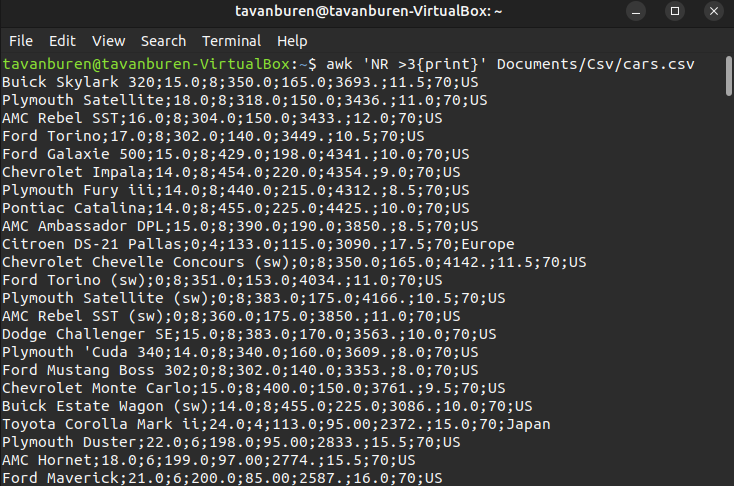 tavanburen@tavanburen-VirtualBox: ~
File Edit View Search Terminal Help
tavanburen@tavanburen-VirtualBox:~$ awk 'NR >3{print}' Documents/Csv/cars.csv
Buick Skylark 320;15.0;8;350.0;165.0;3693.;11.5;70;US
Plymouth Satellite;18.0;8;318.0;150.0;3436.;11.0;70;US
AMC Rebel SST;16.0;8;304.0;150.0;3433.;12.0;70;US
Ford Torino;17.0;8;302.0;140.0;3449.;10.5;70;US
Ford Galaxie 500;15.0;8;429.0;198.0;4341.;10.0;70;US
Chevrolet Impala;14.0;8;454.0;220.0;4354.;9.0;70;US
Plymouth Fury iii;14.0;8;440.0;215.0;4312.;8.5;70;US
Pontiac Catalina;14.0;8;455.0;225.0;4425.;10.0;70;US
AMC Ambassador DPL;15.0;8;390.0;190.0;3850.;8.5;70;US
Citroen DS-21 Pallas;0;4;133.0;115.0;3090.;17.5;70;Europe
Chevrolet Chevelle Concours (sw);0;8;350.0;165.0;4142.;11.5;70;US
Ford Torino (sw);0;8;351.0;153.0;4034.;11.0;70;US
Plymouth Satellite (sw);0;8;383.0;175.0;4166.;10.5;70;US
AMC Rebel SST (sw);0;8;360.0;175.0;3850.;11.0;70;US
Dodge Challenger SE;15.0;8;383.0;170.0;3563.;10.0;70;US
Plymouth 'Cuda 340;14.0;8;340.0;160.0;3609.;8.0;70;US
Ford Mustang Boss 302;0;8;302.0;140.0;3353.;8.0;70;US
Chevrolet Monte Carlo;15.0;8;400.0;150.0;3761.;9.5;70;US
Buick Estate Wagon (sw);14.0;8;455.0;225.0;3086.;10.0;70;US
Toyota Corolla Mark ii;24.0;4;113.0;95.00;2372.;15.0;70;Japan
Plymouth Duster;22.0;6;198.0;95.00;2833.;15.5;70;US
AMC Hornet;18.0;6;199.0;97.00;2774.;15.5;70;US
Ford Maverick;21.0;6;200.0;85.00;2587.;16.0;70;US